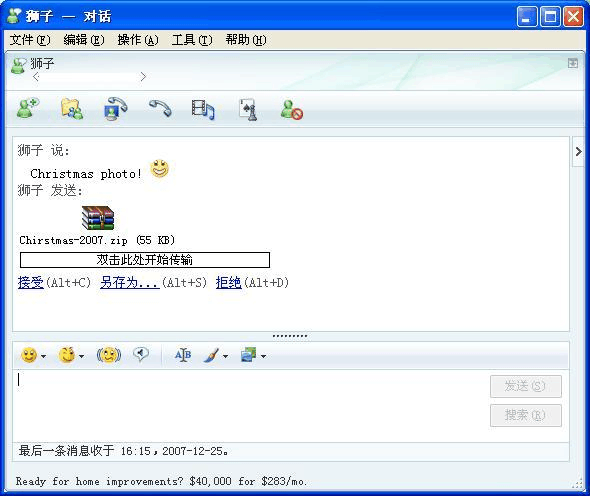 狮子 — 对话
文件(F) 编辑(E) 操作(A) 工具(T) 帮助(H)
狮子
狮子 说:
Christmas photo!
狮子 发送:
Chirstmas-2007.zip (55 KB)
双击此处开始传输
接受(Alt+C) 另存为...(Alt+S) 拒绝(Alt+D)
发送(S)
搜索(R)
最后一条消息收于 16:15，2007-12-25。
Ready for home improvements? $40,000 for $283/mo.